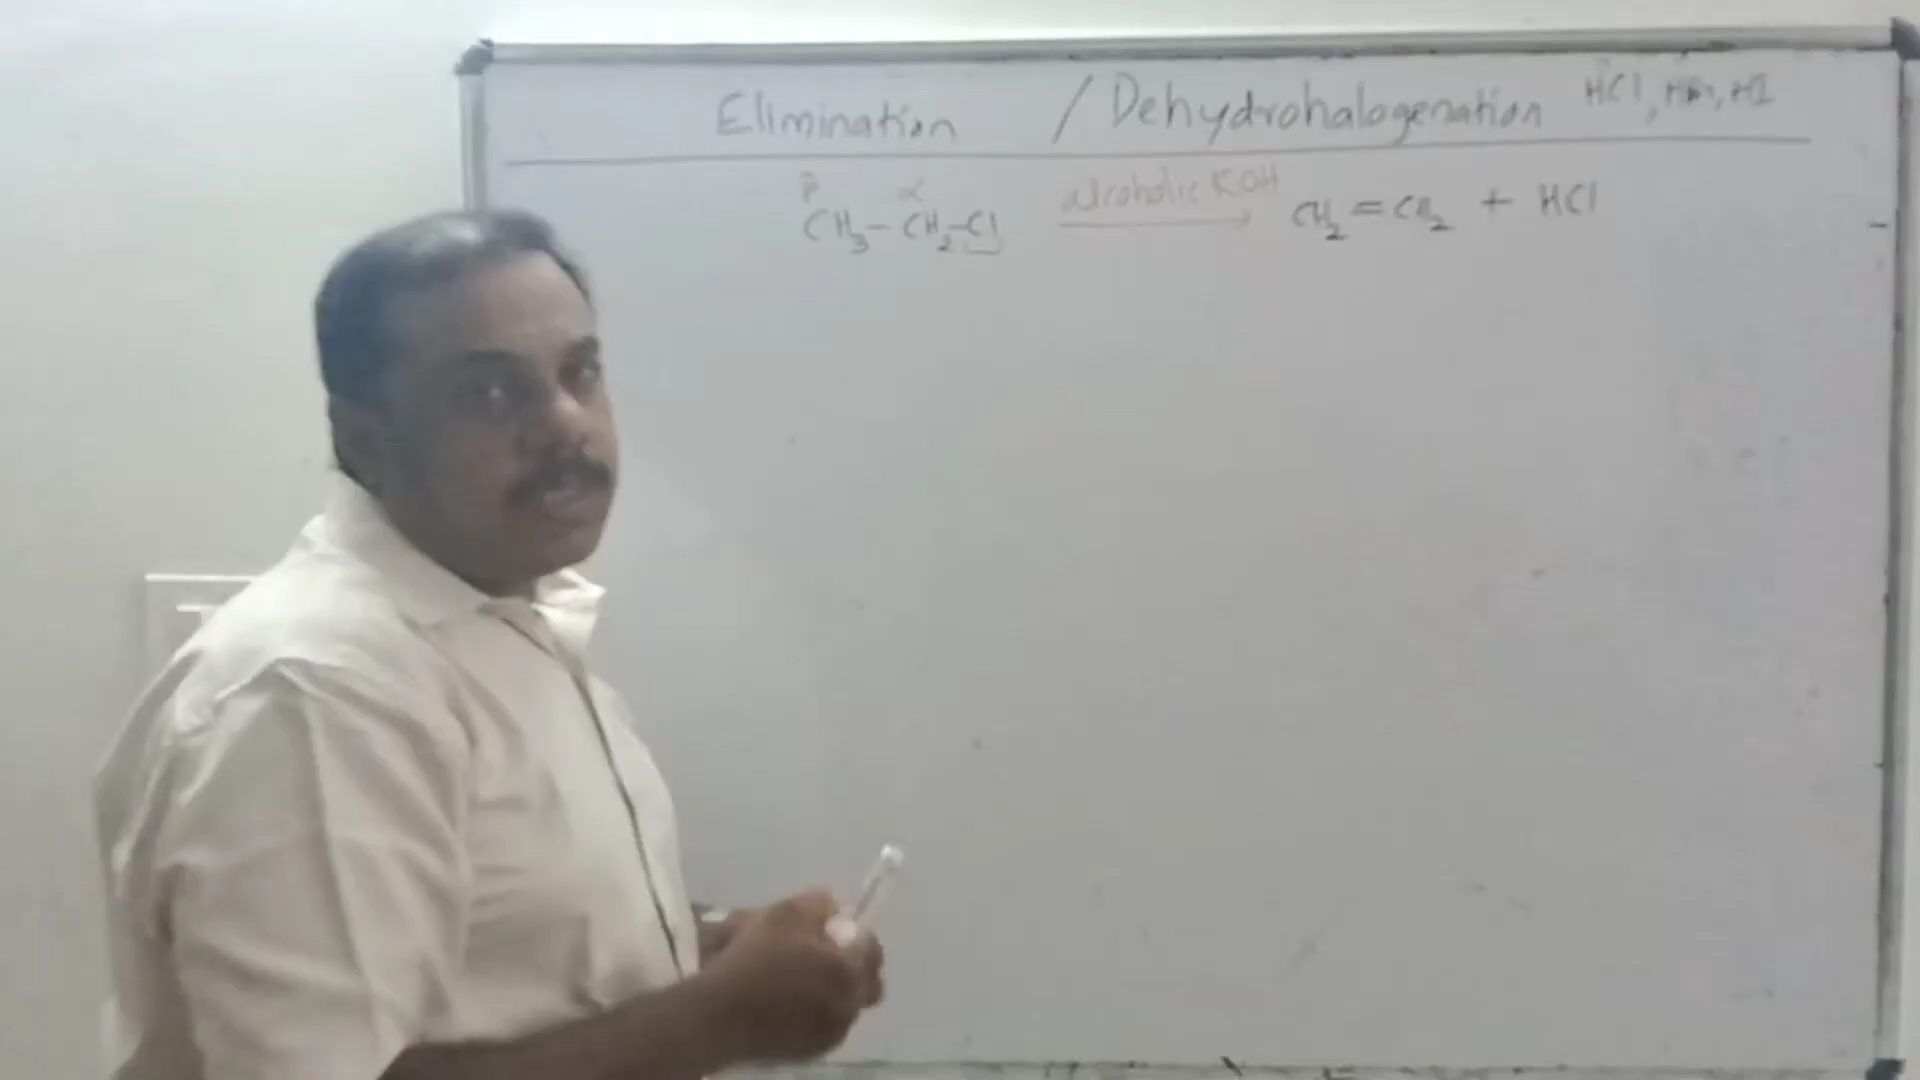 Elimination / Dehydrohalogenation HCl, HBr, HI
β α alcoholic KOH
CH₃-CH₂-Cl → CH₂=CH₂ + HCl